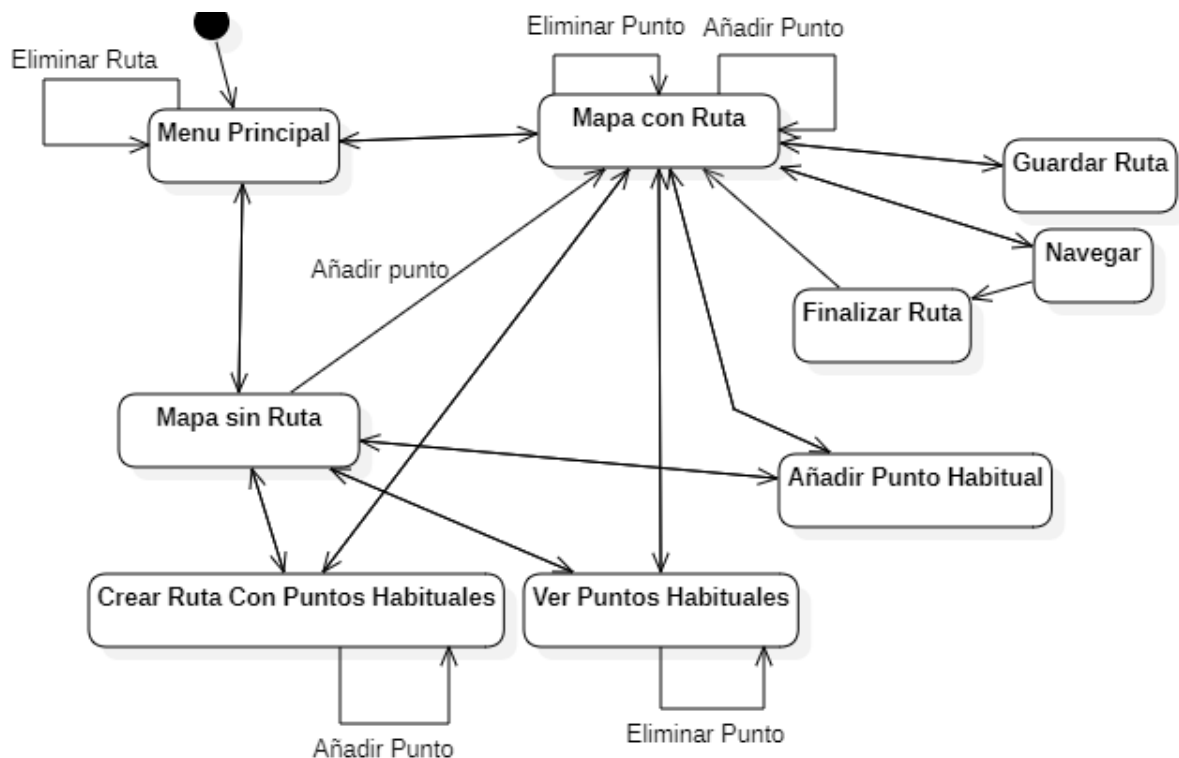 Eliminar Punto
Añadir Punto
Eliminar Ruta
Menu Principal
Mapa con Ruta
Guardar Ruta
Navegar
Añadir punto
Finalizar Ruta
Mapa sin Ruta
Añadir Punto Habitual
Crear Ruta Con Puntos Habituales
Ver Puntos Habituales
Añadir Punto
Eliminar Punto